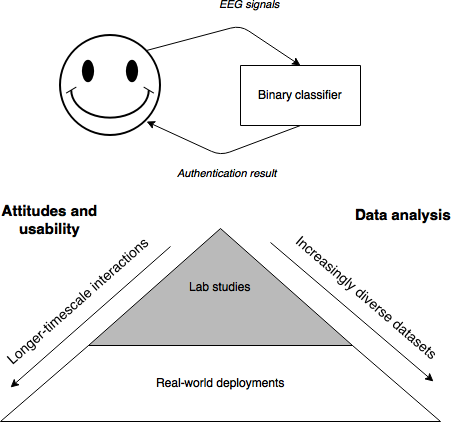 EEG signals
Binary classifier
Authentication result
Attitudes and
usability
Data analysis
Longer-timescale interactions
Increasingly diverse datasets
Lab studies
Real-world deployments